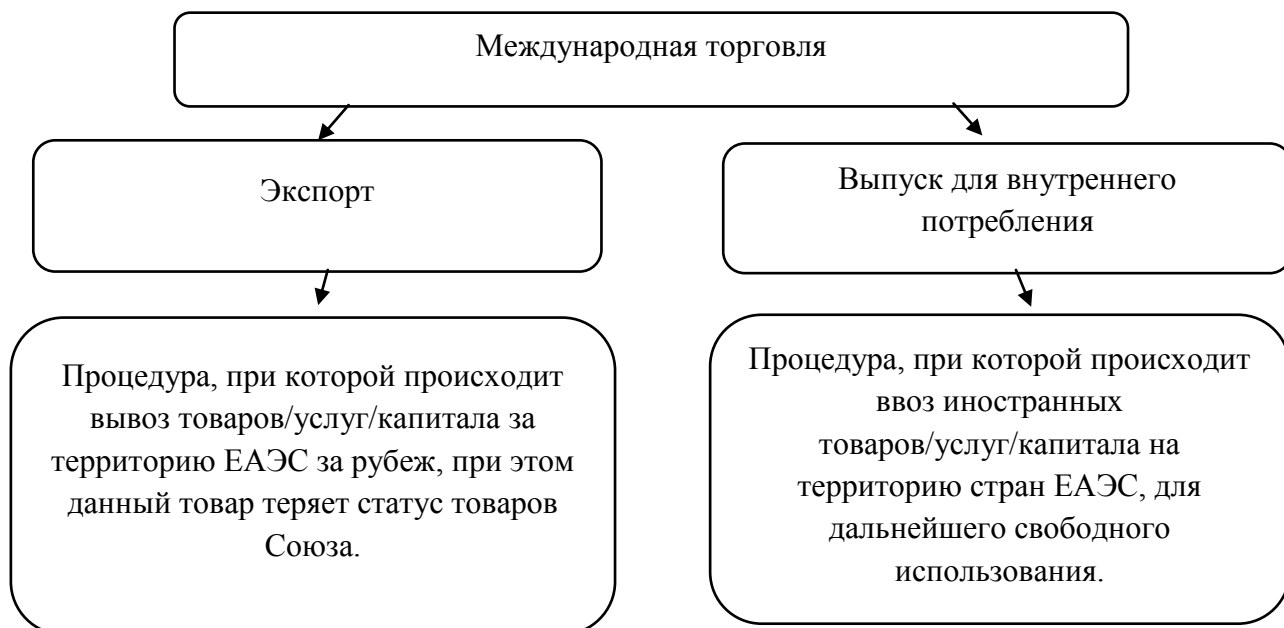 Международная торговля
Экспорт
Выпуск для внутреннего
потребления
Процедура, при которой происходит
вывоз товаров/услуг/капитала за
территорию ЕАЭС за рубеж, при этом
данный товар теряет статус товаров
Союза.
Процедура, при которой происходит
ввоз иностранных
товаров/услуг/капитала на
территорию стран ЕАЭС, для
дальнейшего свободного
использования.